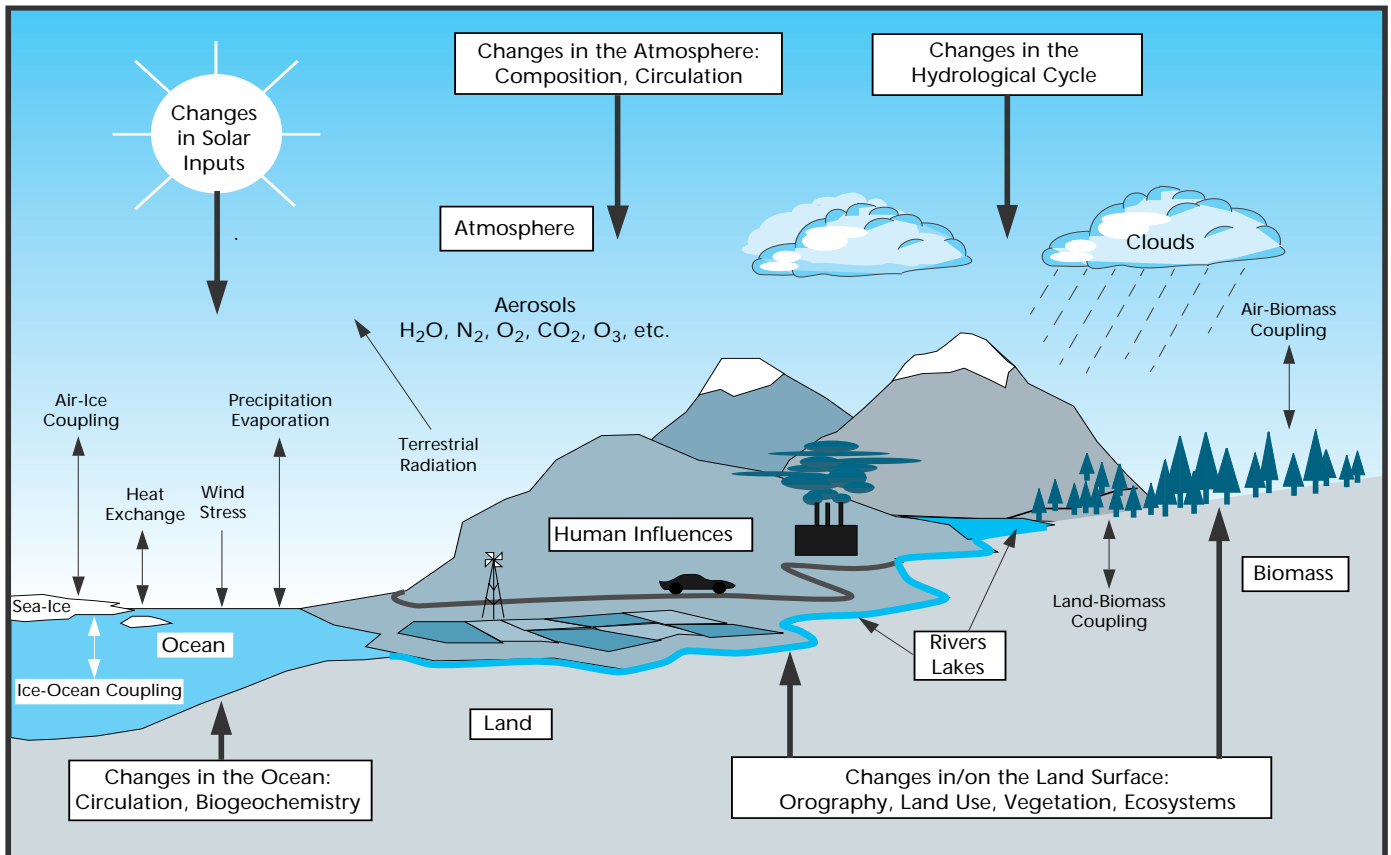 Changes in the Atmosphere:
Composition, Circulation
Changes in the
Hydrological Cycle
Changes
in Solar
Inputs
Atmosphere
Clouds
Aerosols
H₂O, N₂, O₂, CO₂, O₃, etc.
Air-Biomass
Coupling
Air-Ice
Coupling
Precipitation
Evaporation
Terrestrial
Radiation
Heat
Exchange
Wind
Stress
Human Influences
Biomass
Sea-Ice
Ocean
Land-Biomass
Coupling
Rivers
Lakes
Ice-Ocean Coupling
Land
Changes in the Ocean:
Circulation, Biogeochemistry
Changes in/on the Land Surface:
Orography, Land Use, Vegetation, Ecosystems